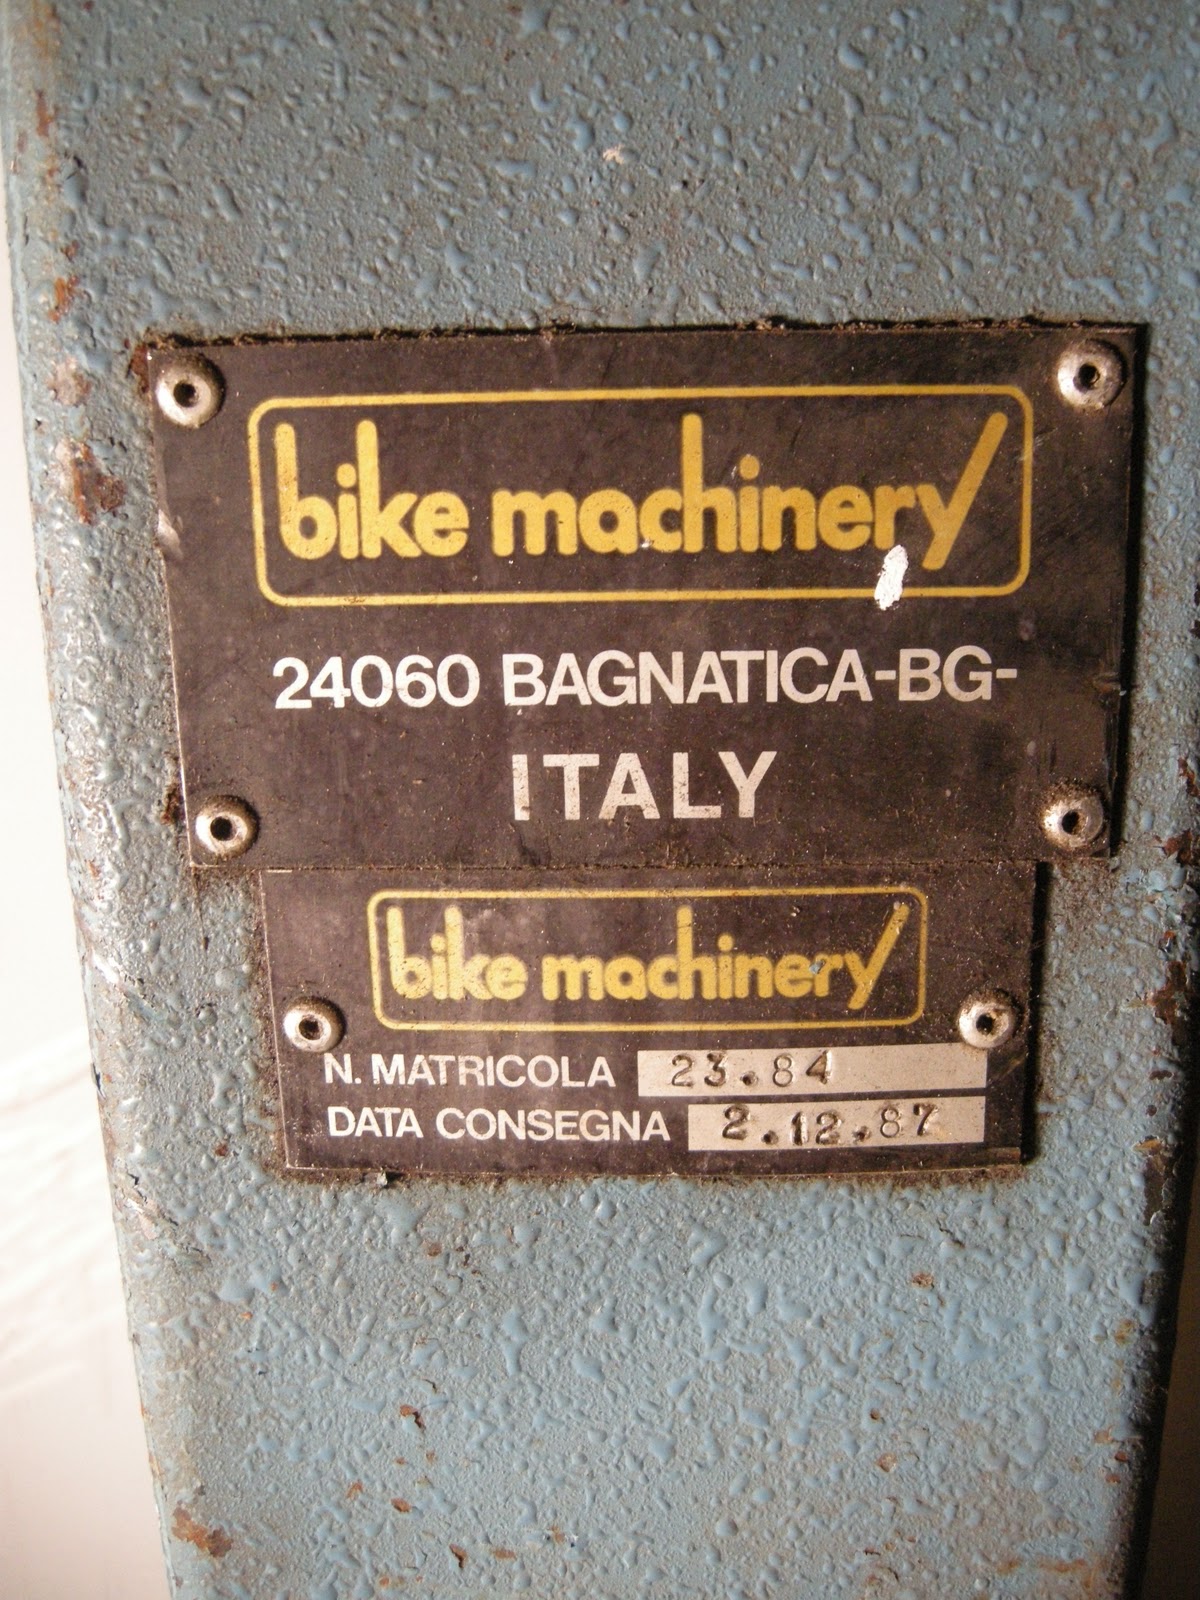 bike machinery
24060 BAGNATICA-BG-
ITALY
bike machinery
N. MATRICOLA 23.84
DATA CONSEGNA 2.12.87